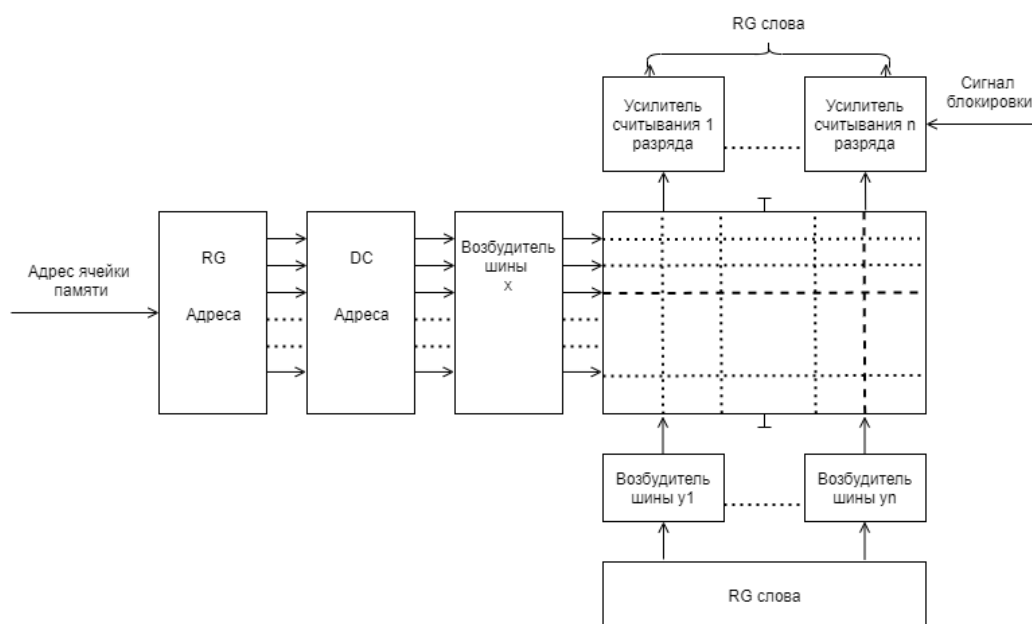 RG слова
Усилитель
считывания 1
разряда
Усилитель
считывания n
разряда
Сигнал
блокировки
Адрес ячейки
памяти
RG
Адреса
DC
Адреса
Возбудитель
шины
x
Возбудитель
шины y1
Возбудитель
шины yn
RG слова